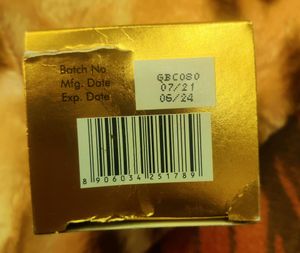 Batch No GBC080
Mfg. Date 07/21
Exp. Date 06/24
8 906034 251789